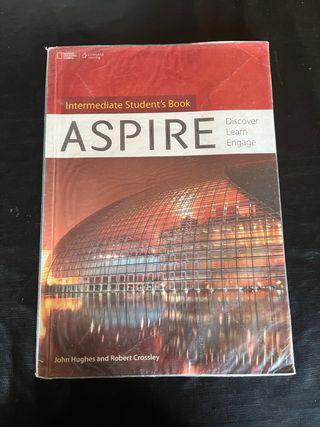 Intermediate Student's Book
ASPIRE
Discover
Learn
Engage
John Hughes and Robert Crossley